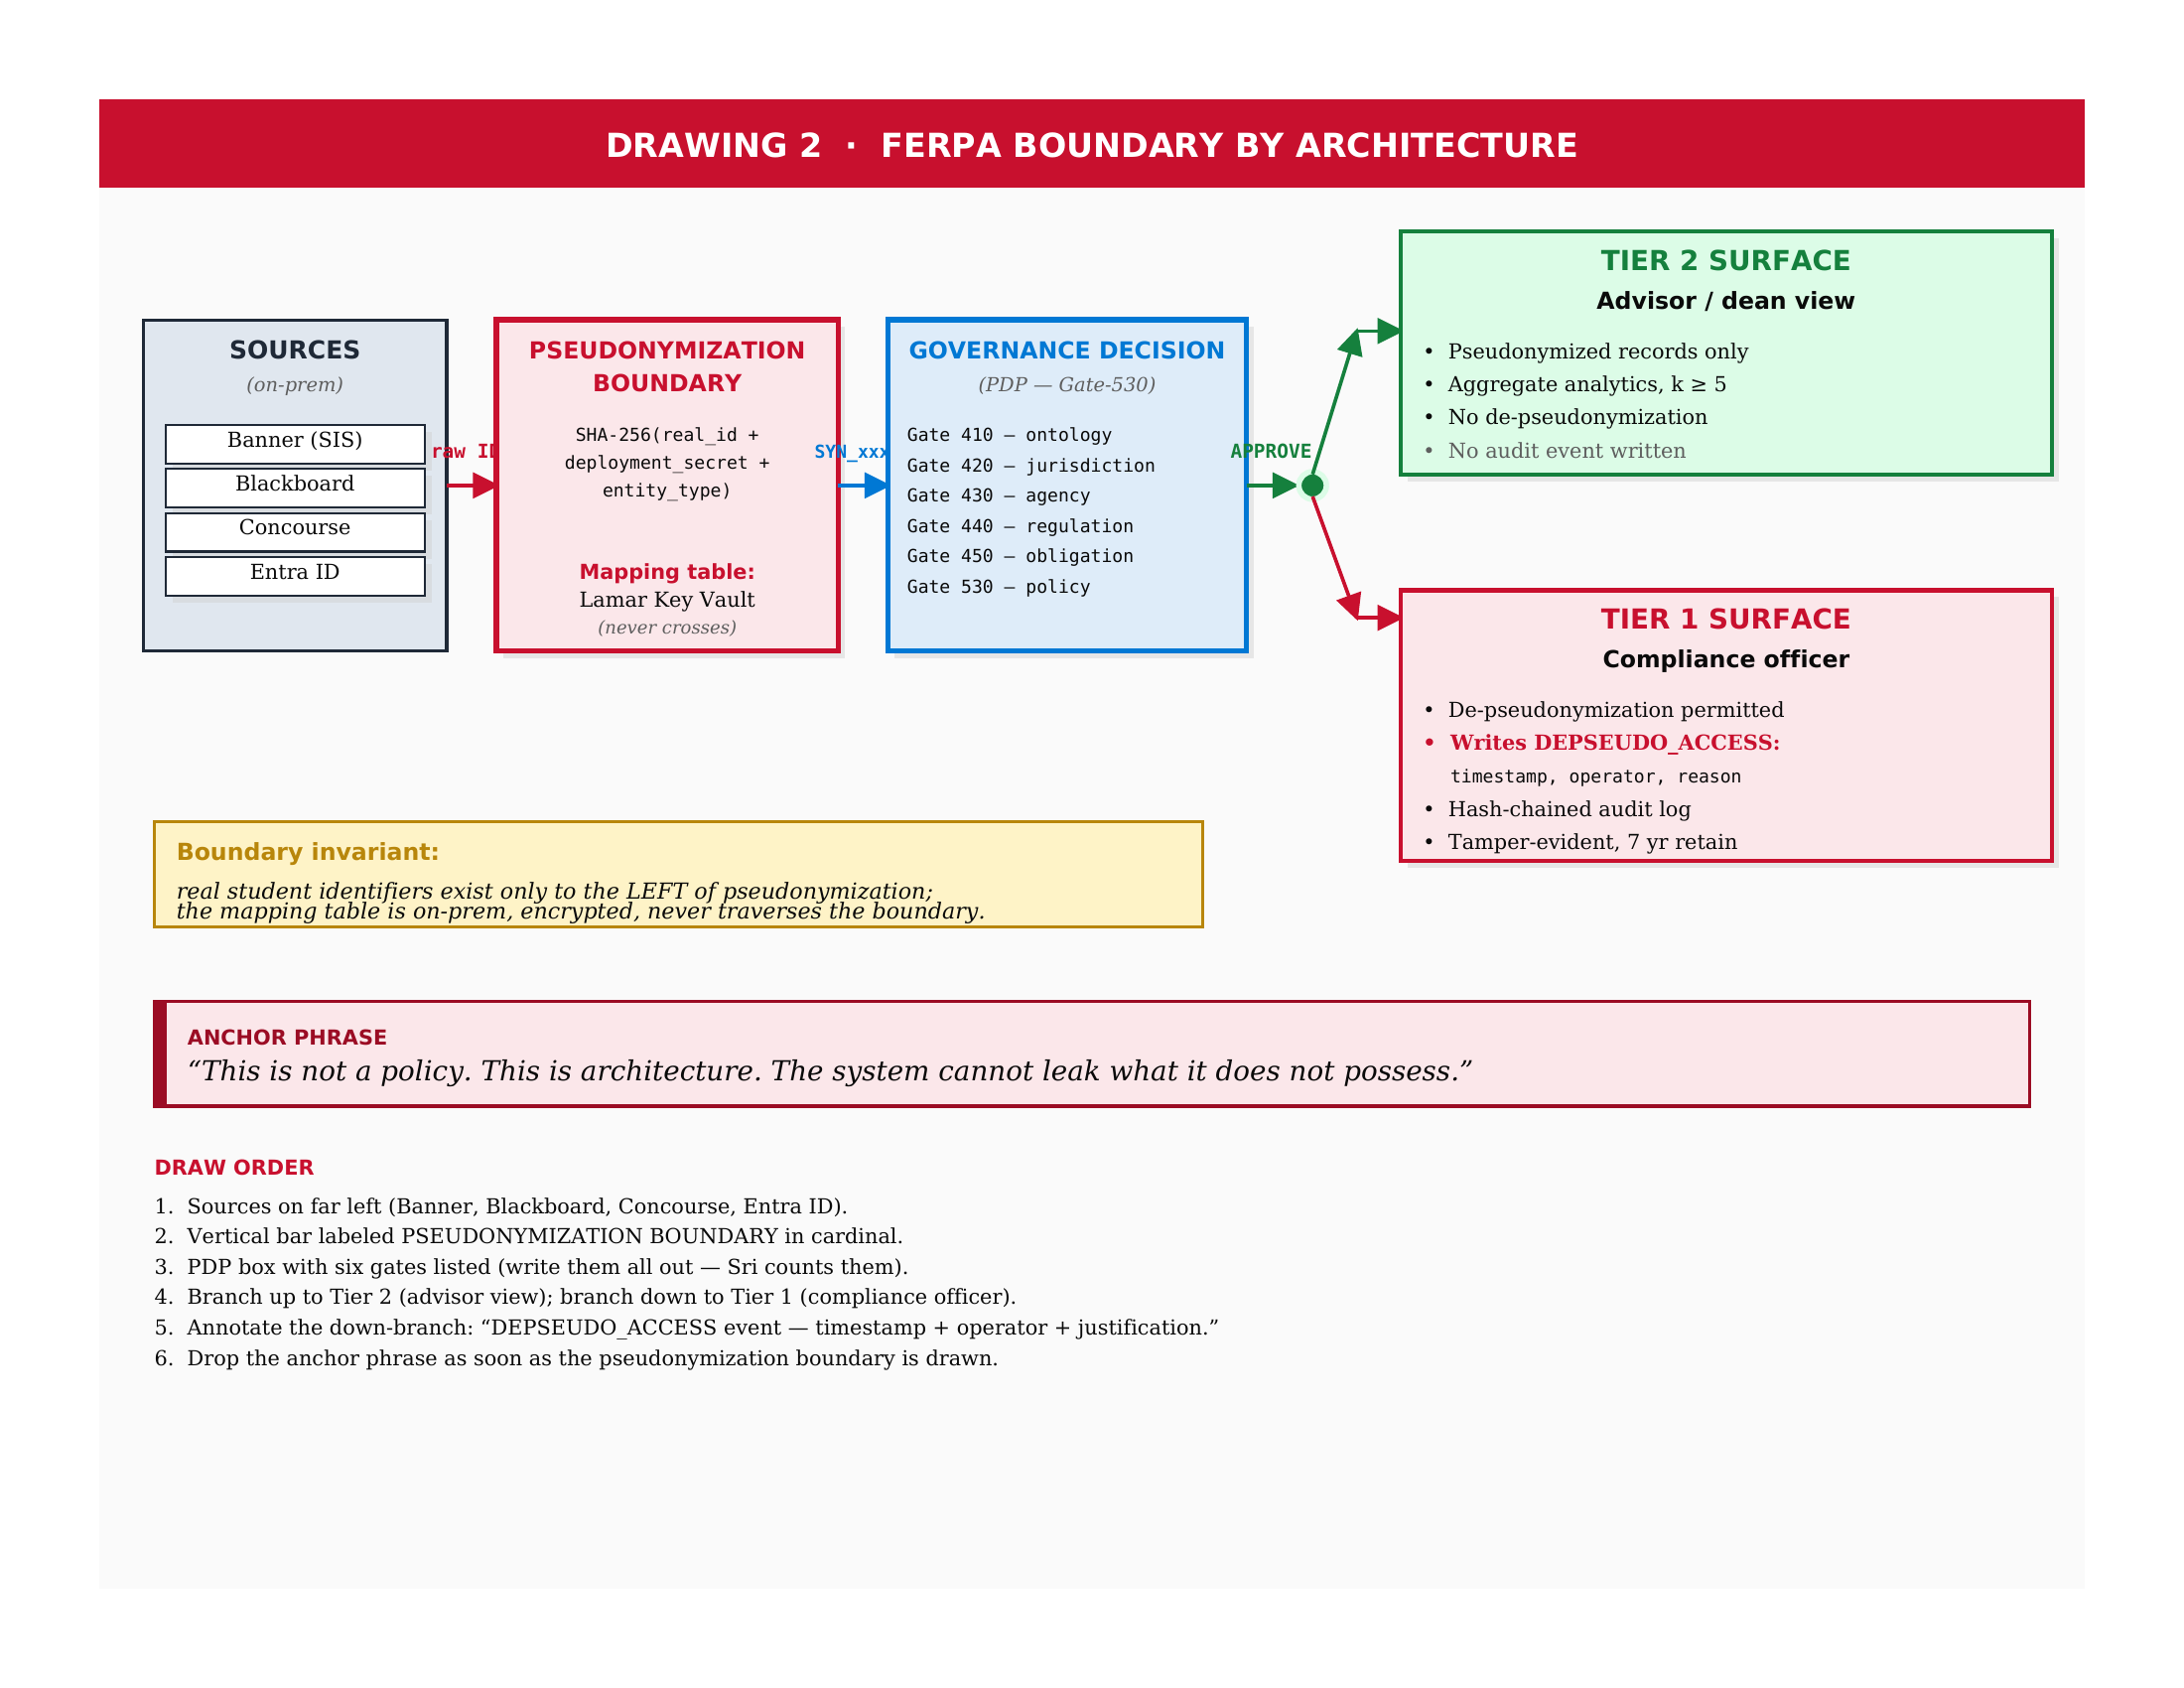 DRAWING 2 · FERPA BOUNDARY BY ARCHITECTURE
SOURCES
(on-prem)
Banner (SIS)
Blackboard
Concourse
Entra ID
raw ID
PSEUDONYMIZATION
BOUNDARY
SHA-256(real_id +
deployment_secret +
entity_type)
Mapping table:
Lamar Key Vault
(never crosses)
SYN_xxx
GOVERNANCE DECISION
(PDP — Gate-530)
Gate 410 — ontology
Gate 420 — jurisdiction
Gate 430 — agency
Gate 440 — regulation
Gate 450 — obligation
Gate 530 — policy
APPROVE
TIER 2 SURFACE
Advisor / dean view
• Pseudonymized records only
• Aggregate analytics, k ≥ 5
• No de-pseudonymization
• No audit event written
TIER 1 SURFACE
Compliance officer
• De-pseudonymization permitted
• Writes DEPSEUDO_ACCESS:
timestamp, operator, reason
• Hash-chained audit log
• Tamper-evident, 7 yr retain
Boundary invariant:
real student identifiers exist only to the LEFT of pseudonymization;
the mapping table is on-prem, encrypted, never traverses the boundary.
ANCHOR PHRASE
“This is not a policy. This is architecture. The system cannot leak what it does not possess.”
DRAW ORDER
1. Sources on far left (Banner, Blackboard, Concourse, Entra ID).
2. Vertical bar labeled PSEUDONYMIZATION BOUNDARY in cardinal.
3. PDP box with six gates listed (write them all out — Sri counts them).
4. Branch up to Tier 2 (advisor view); branch down to Tier 1 (compliance officer).
5. Annotate the down-branch: “DEPSEUDO_ACCESS event — timestamp + operator + justification.”
6. Drop the anchor phrase as soon as the pseudonymization boundary is drawn.